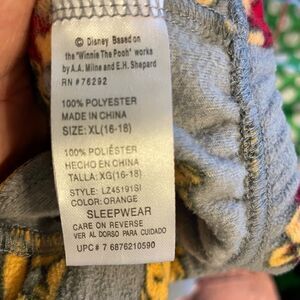 © Disney Based on
the "Winnie The Pooh" works
by A.A. Milne and E.H. Shepard
RN #76292
100% POLYESTER
MADE IN CHINA
SIZE: XL(16-18)
100% POLIÉSTER
HECHO EN CHINA
TALLA: XG(16-18)
STYLE: LZ45191SI
COLOR: ORANGE
SLEEPWEAR
CARE ON REVERSE
VER AL DORSO PARA CUIDADO
UPC# 7 6876210590